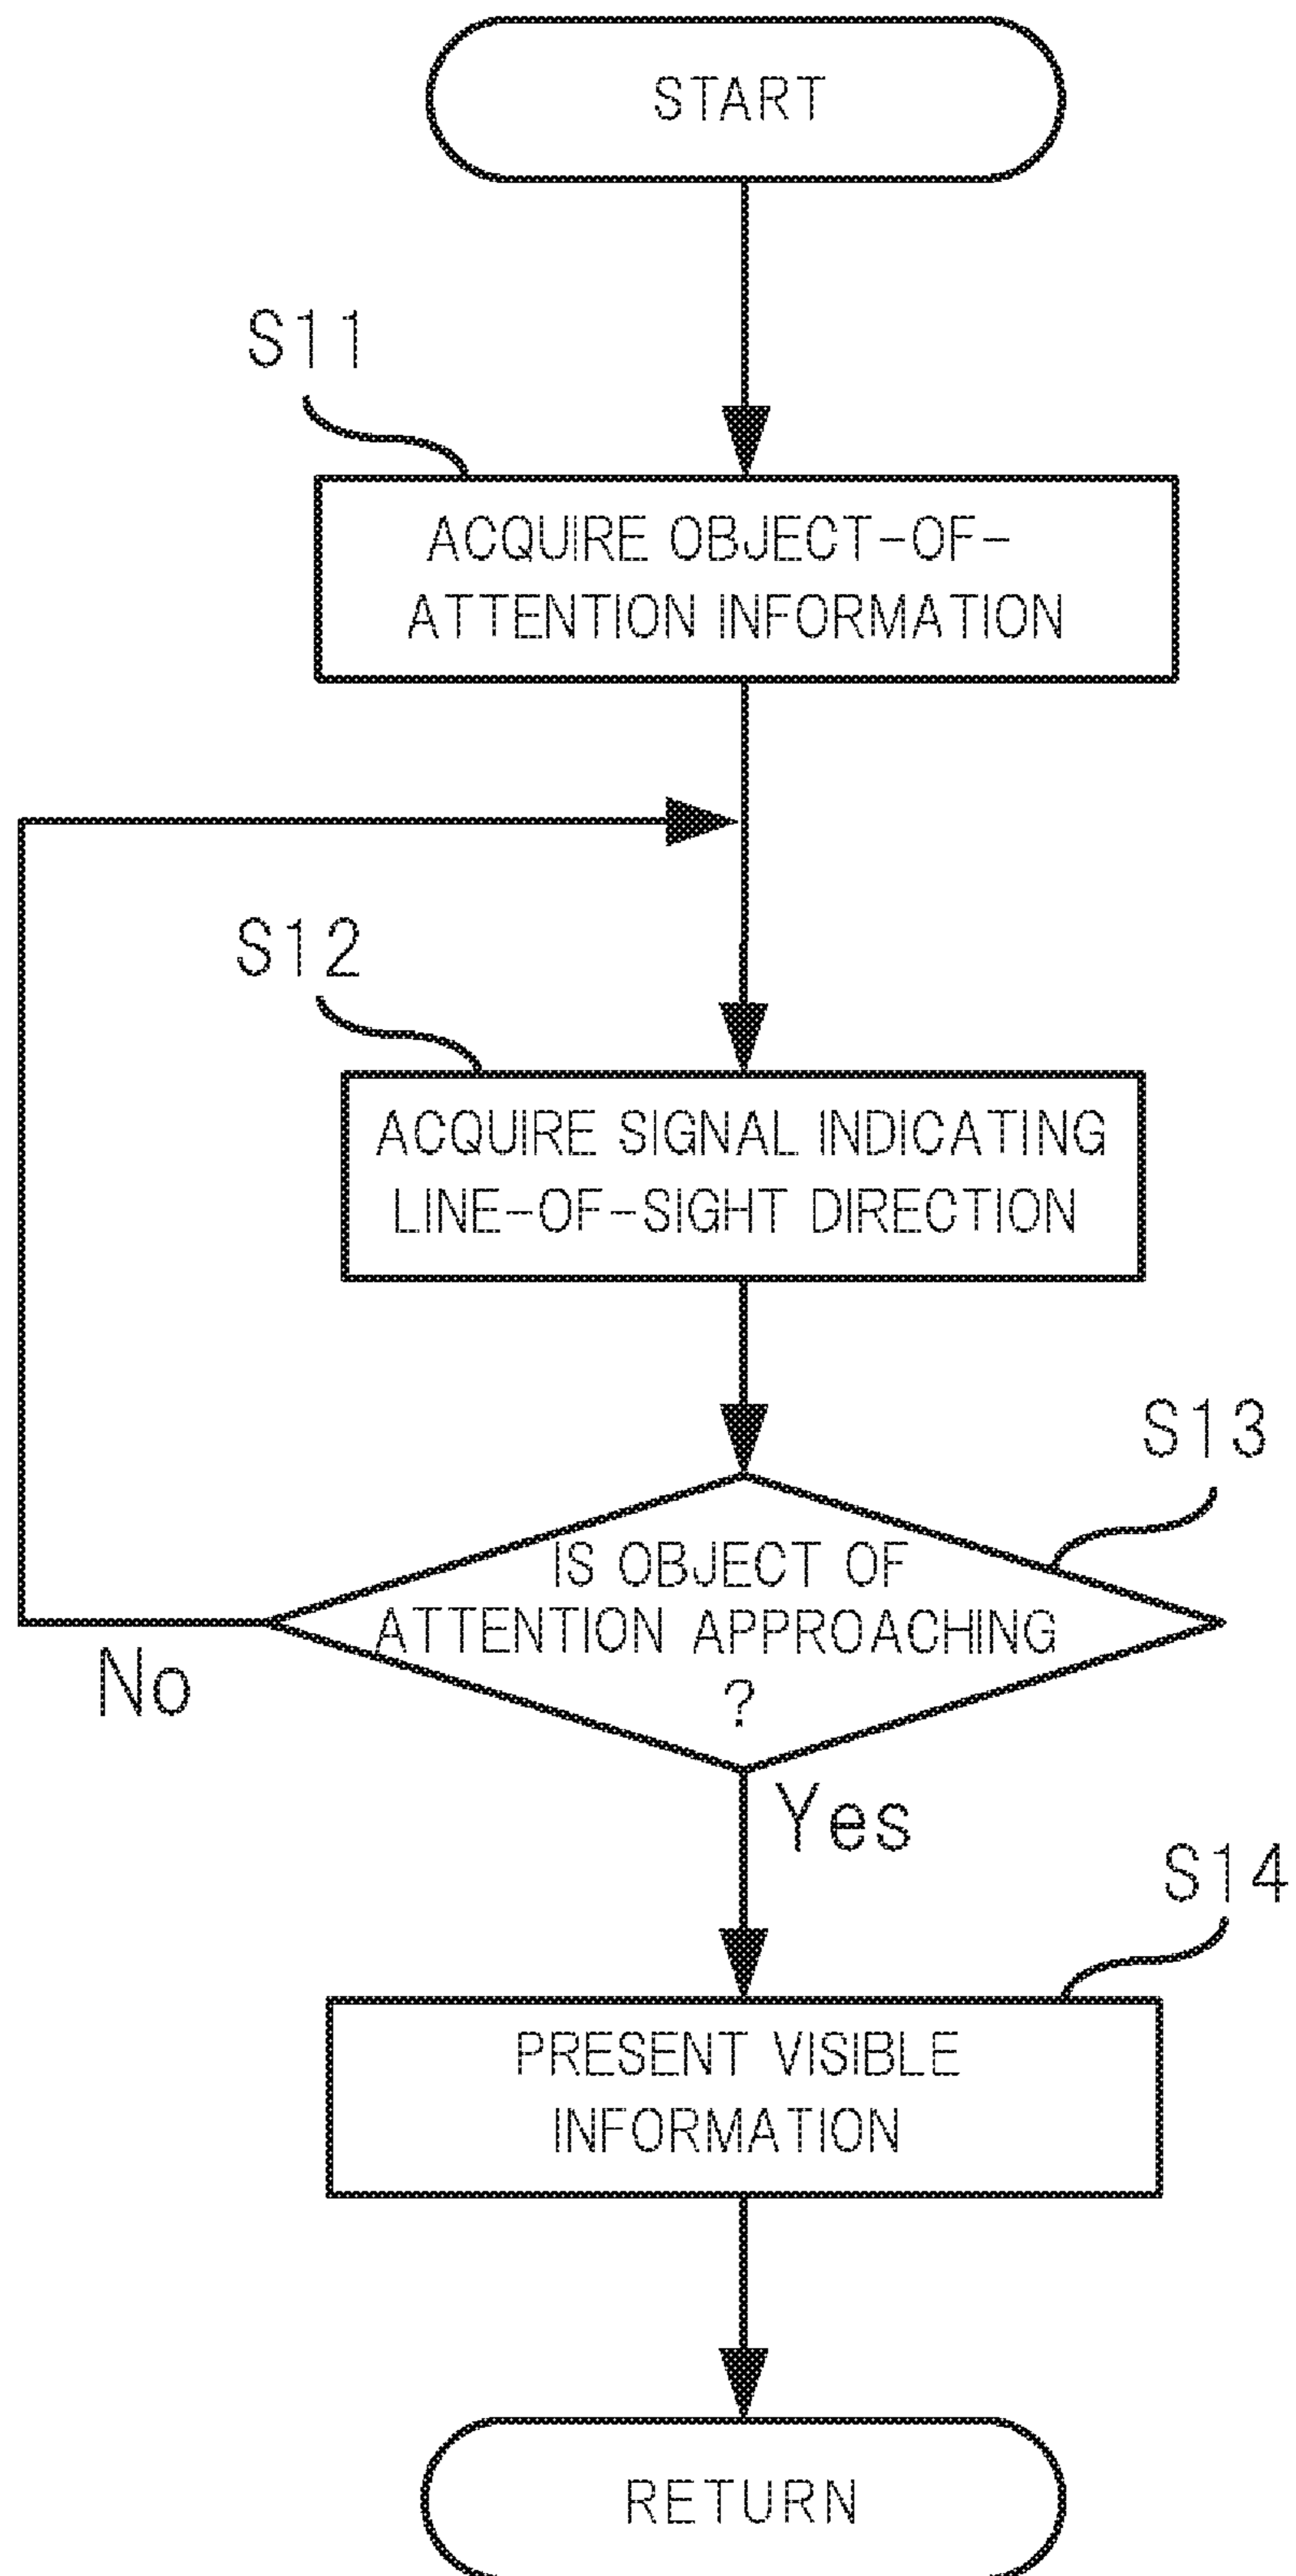 START
S11
ACQUIRE OBJECT-OF-
ATTENTION INFORMATION
S12
ACQUIRE SIGNAL INDICATING
LINE-OF-SIGHT DIRECTION
S13
IS OBJECT OF
ATTENTION APPROACHING
?
No
Yes
S14
PRESENT VISIBLE
INFORMATION
RETURN